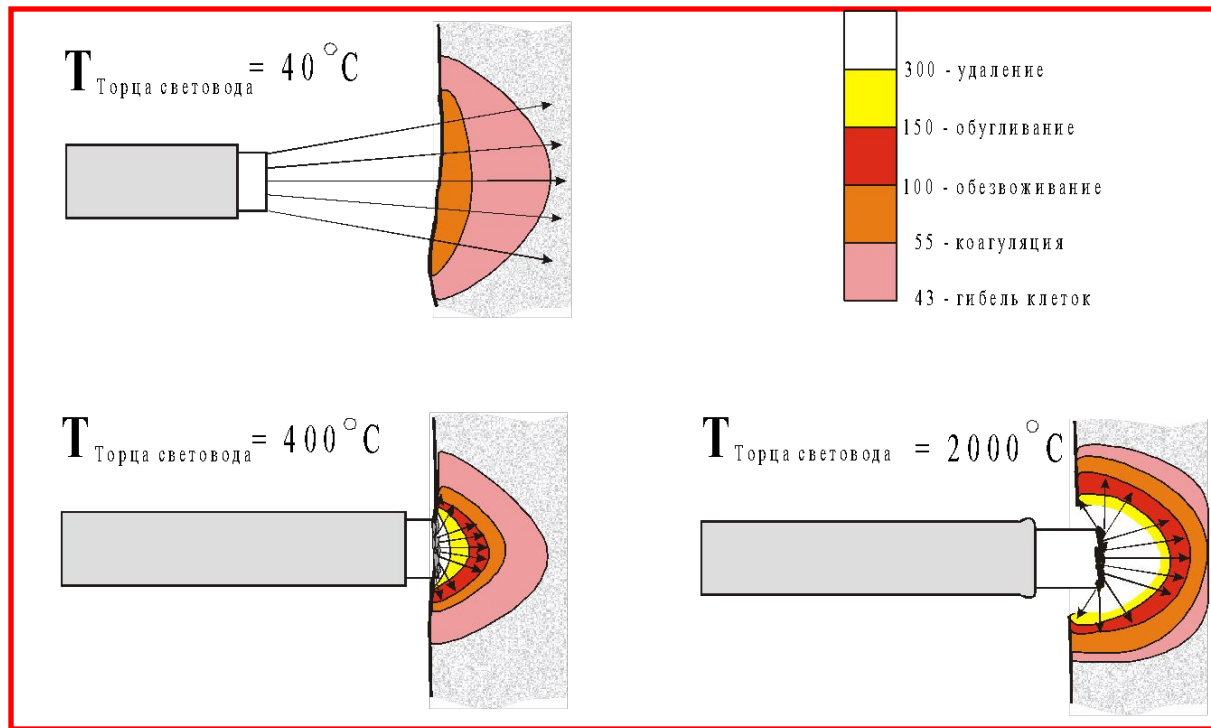 T Торца световода = 40°C
300 - удаление
150 - обугливание
100 - обезвоживание
55 - коагуляция
43 - гибель клеток
T Торца световода = 400°C
T Торца световода = 2000°C